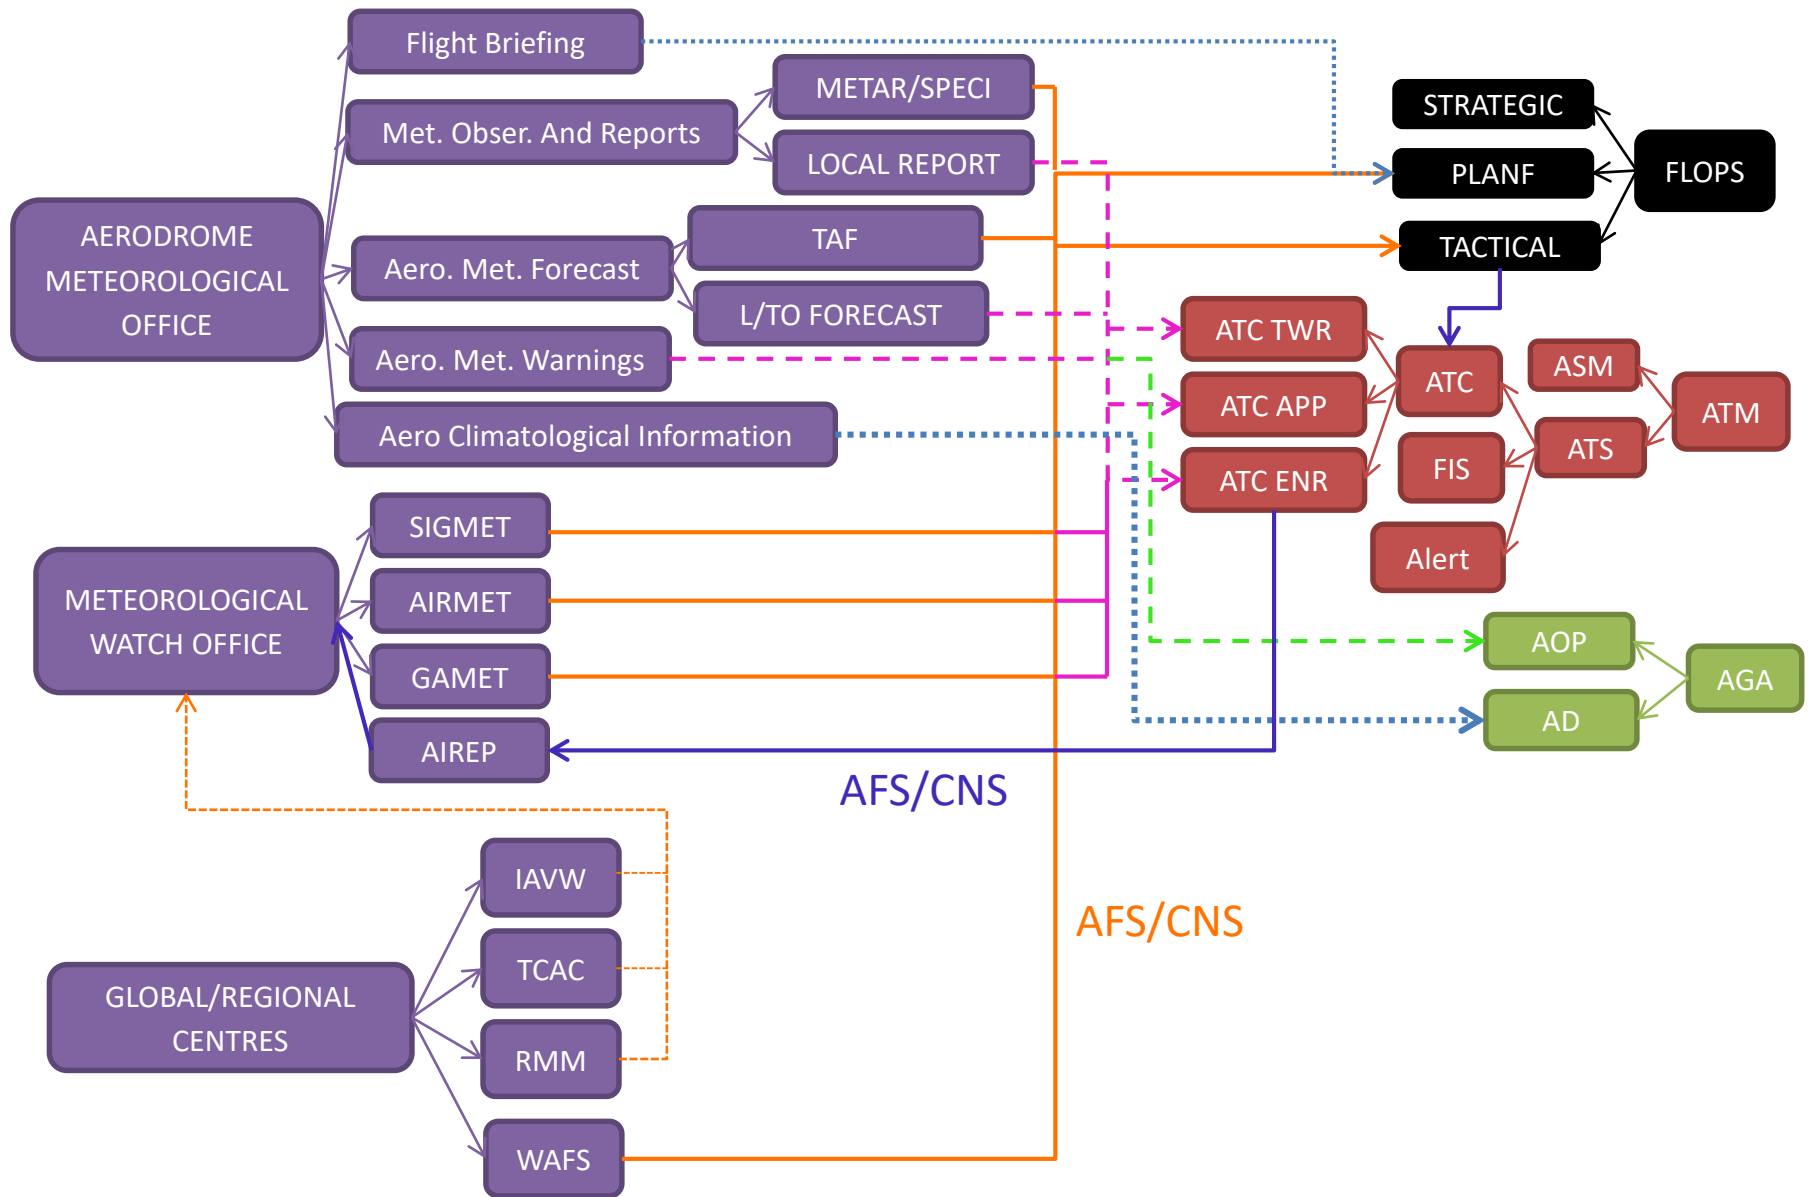 Flight Briefing
Met. Obser. And Reports
METAR/SPECI
LOCAL REPORT
AERODROME
METEOROLOGICAL
OFFICE
Aero. Met. Forecast
TAF
L/TO FORECAST
Aero. Met. Warnings
Aero Climatological Information
STRATEGIC
PLANF
TACTICAL
FLOPS
ATC TWR
ATC APP
ATC ENR
ATC
FIS
Alert
ASM
ATS
ATM
SIGMET
AIRMET
GAMET
AIREP
METEOROLOGICAL
WATCH OFFICE
AOP
AD
AGA
AFS/CNS
AFS/CNS
IAVW
TCAC
RMM
WAFS
GLOBAL/REGIONAL
CENTRES